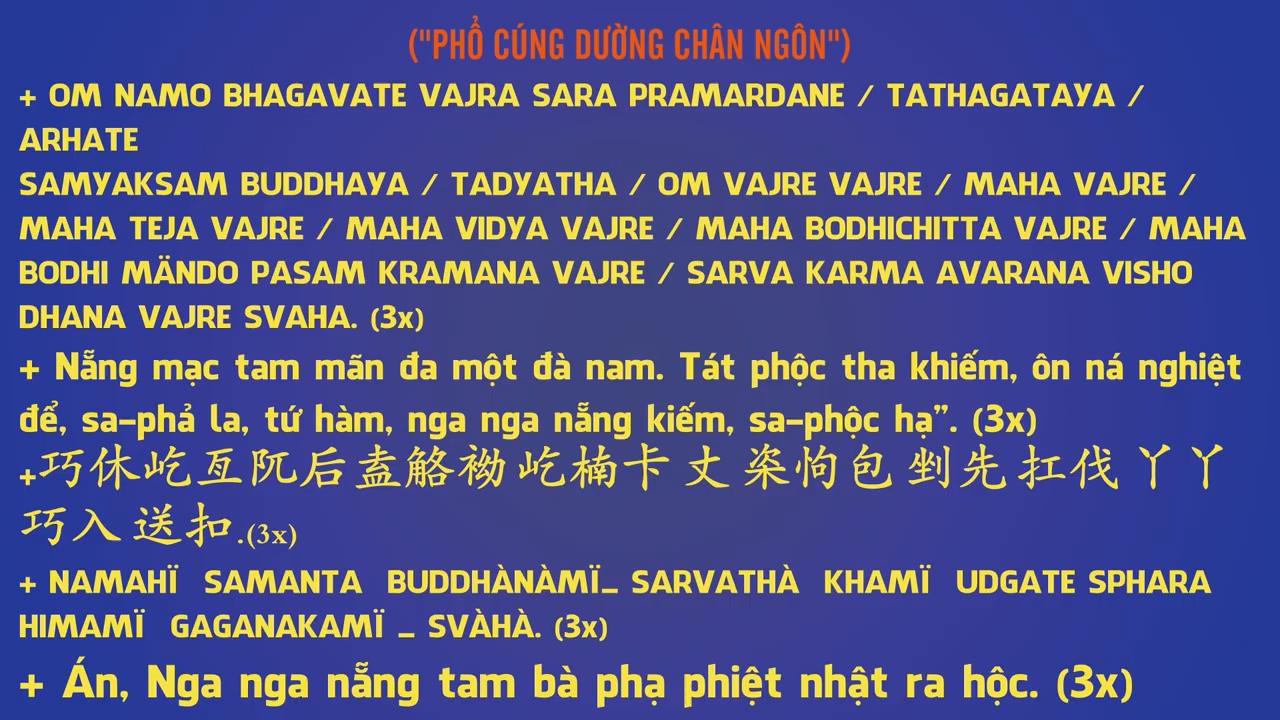 ("PHỔ CÚNG DƯỜNG CHÂN NGÔN")
+ OM NAMO BHAGAVATE VAJRA SARA PRAMARDANE / TATHAGATAYA /
ARHATE
SAMYAKSAM BUDDHAYA / TADYATHA / OM VAJRE VAJRE / MAHA VAJRE /
MAHA TEJA VAJRE / MAHA VIDYA VAJRE / MAHA BODHICHITTA VAJRE / MAHA
BODHI MÄNDO PASAM KRAMANA VAJRE / SARVA KARMA AVARANA VISHO
DHANA VAJRE SVAHA. (3x)
+ Nẵng mạc tam mãn đa một đà nam. Tát phộc tha khiếm, ôn ná nghiệt
để, sa-phả la, tứ hàm, nga nga nẵng kiếm, sa-phộc hạ”. (3x)
+巧休屹亙阢后盍觡袎屹楠卡丈栥怐包剉先扛伐丫丫
巧入送扣.(3x)
+ NAMAHÏ SAMANTA BUDDHÀNÀMÏ_ SARVATHÀ KHAMÏ UDGATE SPHARA
HIMAMÏ GAGANAKAMÏ _ SVÀHÀ. (3x)
+ Án, Nga nga nẵng tam bà phạ phiệt nhật ra hộc. (3x)